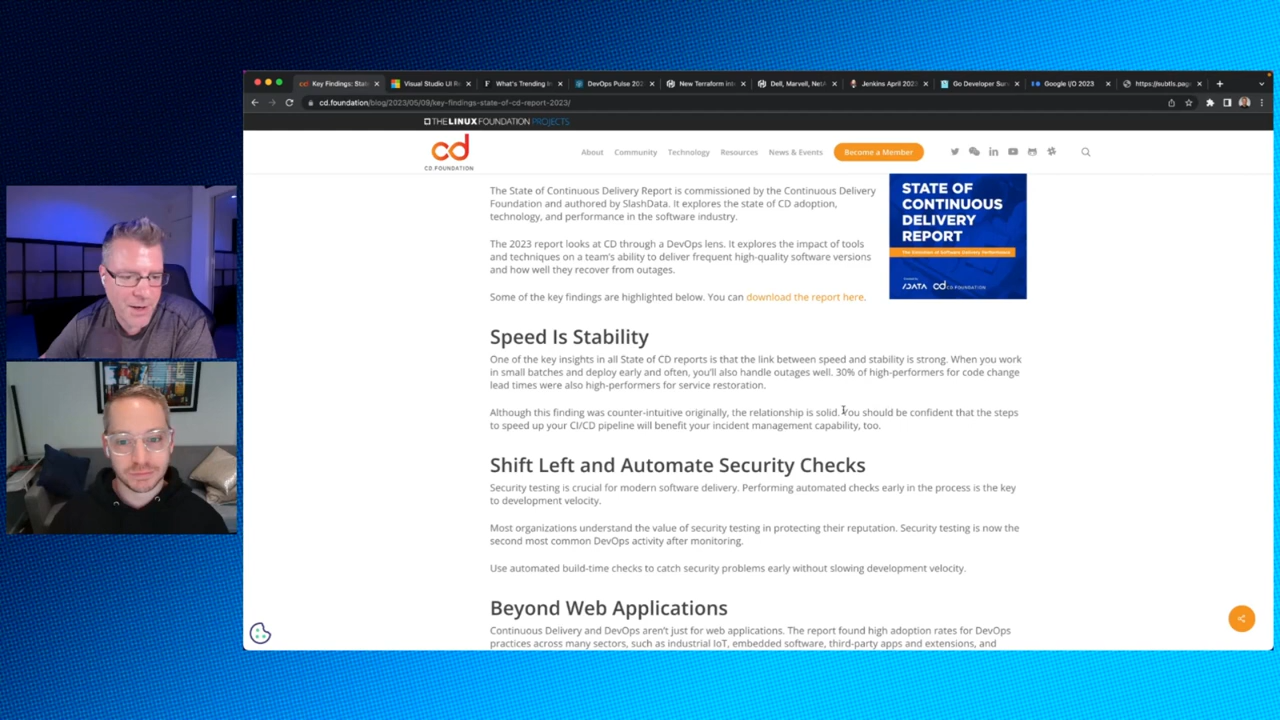 Key Findings: State
Visual Studio UI Re
What's Trending in
DevOps Pulse 202
New Terraform inte
Dell, Marvell, NetA
Jenkins April 2023
Go Developer Sur
Google I/O 2023
https://subtls.page
cd.foundation/blog/2023/05/09/key-findings-state-of-cd-report-2023/
THE LINUX FOUNDATION PROJECTS
cd
CD.FOUNDATION
About Community Technology Resources News & Events Become a Member
The State of Continuous Delivery Report is commissioned by the Continuous Delivery
Foundation and authored by SlashData. It explores the state of CD adoption,
technology, and performance in the software industry.
The 2023 report looks at CD through a DevOps lens. It explores the impact of tools
and techniques on a team's ability to deliver frequent high-quality software versions
and how well they recover from outages.
Some of the key findings are highlighted below. You can download the report here.
STATE OF
CONTINUOUS
DELIVERY
REPORT
The Evolution of Software Delivery Performance
/DATA cd CD.FOUNDATION
Speed Is Stability
One of the key insights in all State of CD reports is that the link between speed and stability is strong. When you work
in small batches and deploy early and often, you'll also handle outages well. 30% of high-performers for code change
lead times were also high-performers for service restoration.
Although this finding was counter-intuitive originally, the relationship is solid. You should be confident that the steps
to speed up your CI/CD pipeline will benefit your incident management capability, too.
Shift Left and Automate Security Checks
Security testing is crucial for modern software delivery. Performing automated checks early in the process is the key
to development velocity.
Most organizations understand the value of security testing in protecting their reputation. Security testing is now the
second most common DevOps activity after monitoring.
Use automated build-time checks to catch security problems early without slowing development velocity.
Beyond Web Applications
Continuous Delivery and DevOps aren't just for web applications. The report found high adoption rates for DevOps
practices across many sectors, such as industrial IoT, embedded software, third-party apps and extensions, and